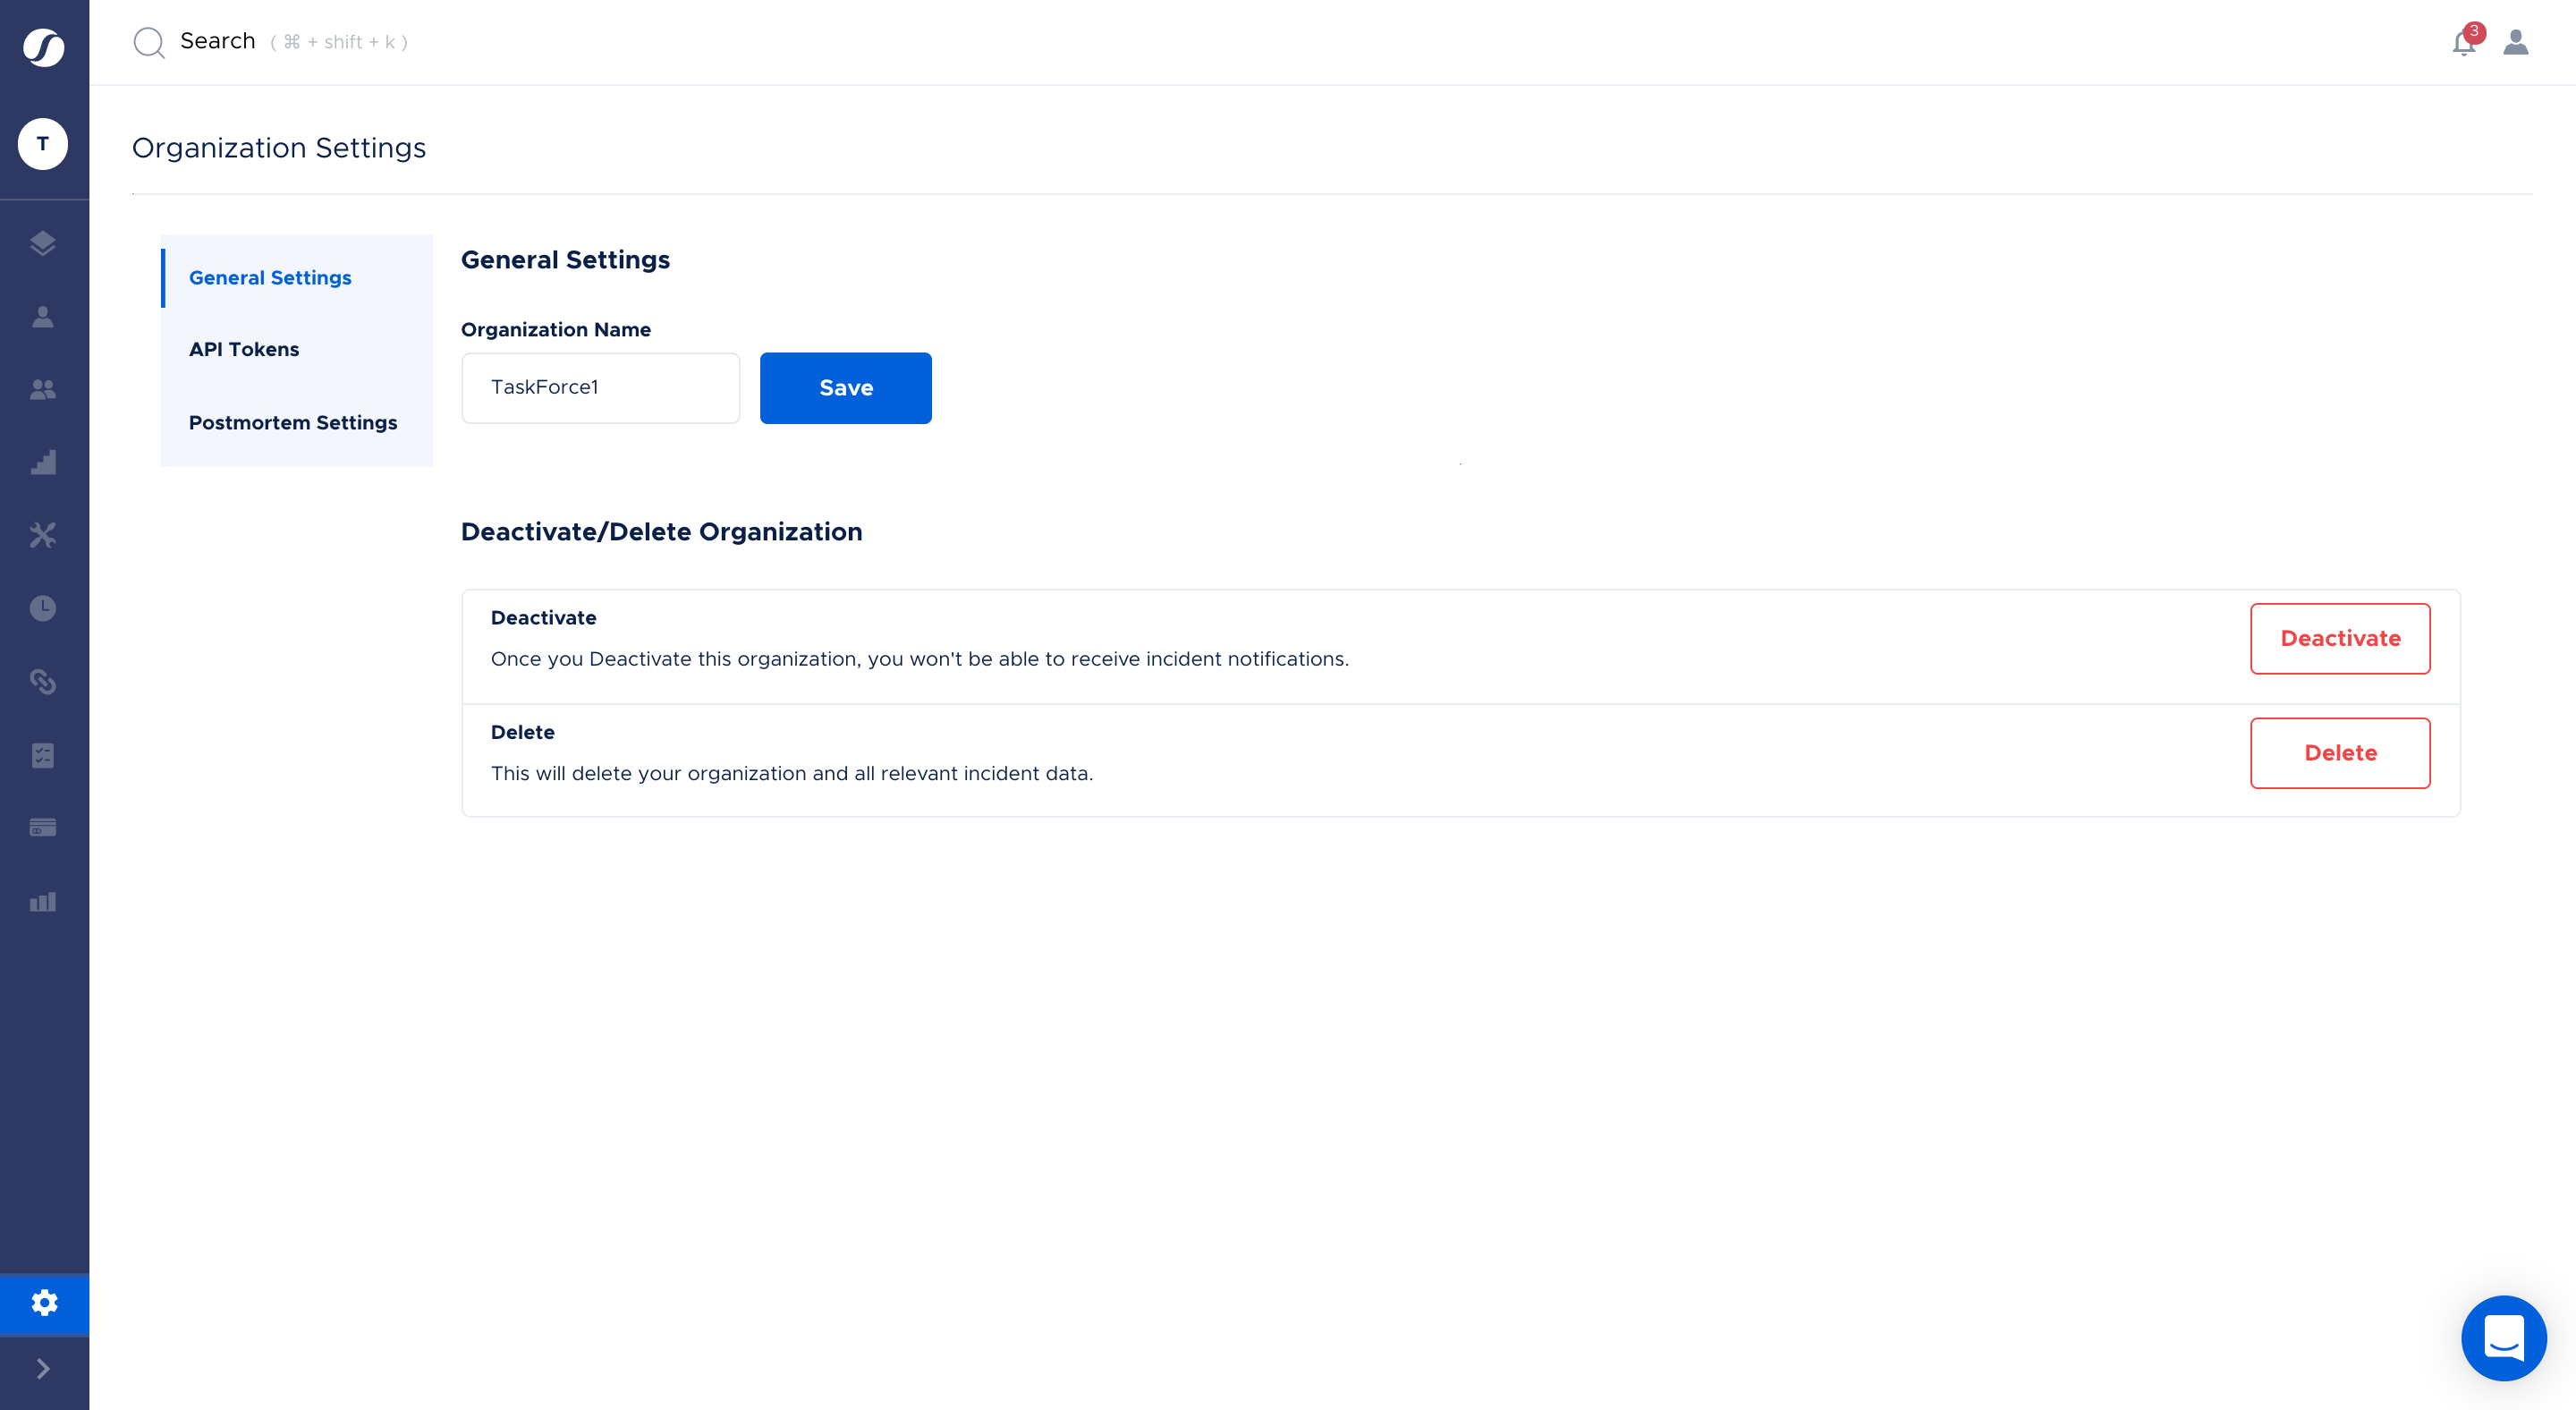 Search ( ⌘ + shift + k )
3
T
Organization Settings
General Settings
API Tokens
Postmortem Settings
General Settings
Organization Name
TaskForce1
Save
Deactivate/Delete Organization
Deactivate
Once you Deactivate this organization, you won't be able to receive incident notifications.
Deactivate
Delete
This will delete your organization and all relevant incident data.
Delete